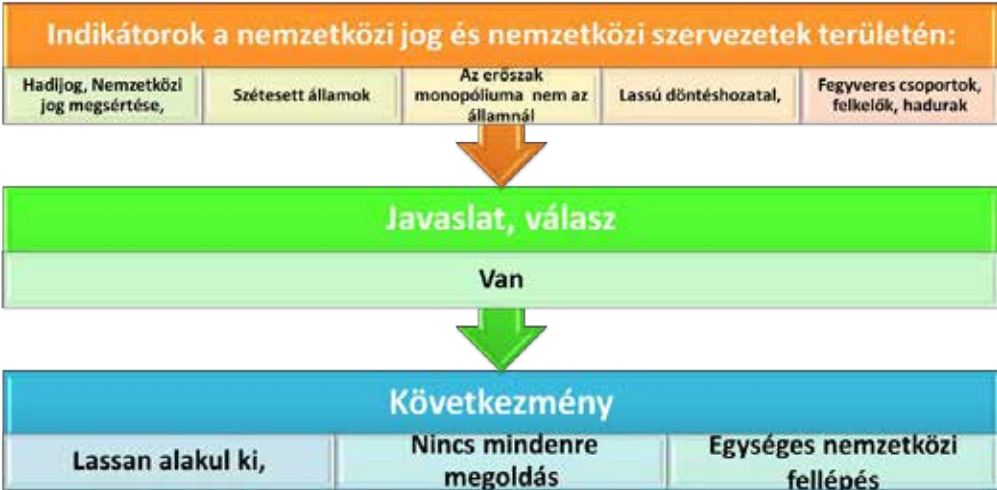 Indikátorok a nemzetközi jog és nemzetközi szervezetek területén:
Hadijog, Nemzetközi
jog megsértése,
Szétesett államok
Az erőszak
monopóliuma nem az
államnál
Lassú döntéshozatal,
Fegyveres csoportok,
felkelők, hadurak
Javaslat, válasz
Van
Következmény
Lassan alakul ki,
Nincs mindenre
megoldás
Egységes nemzetközi
fellépés